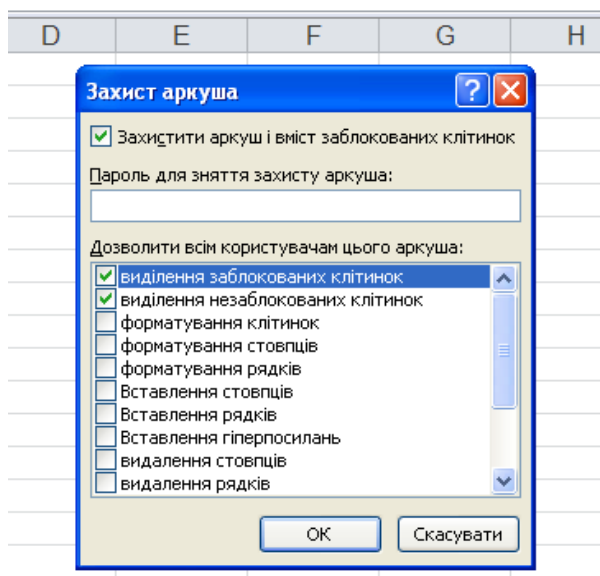 D E F G H
Захист аркуша
Захистити аркуш і вміст заблокованих клітинок
Пароль для зняття захисту аркуша:
Дозволити всім користувачам цього аркуша:
виділення заблокованих клітинок
виділення незаблокованих клітинок
форматування клітинок
форматування стовпців
форматування рядків
Вставлення стовпців
Вставлення рядків
Вставлення гіперпосилань
видалення стовпців
видалення рядків
ОК Скасувати